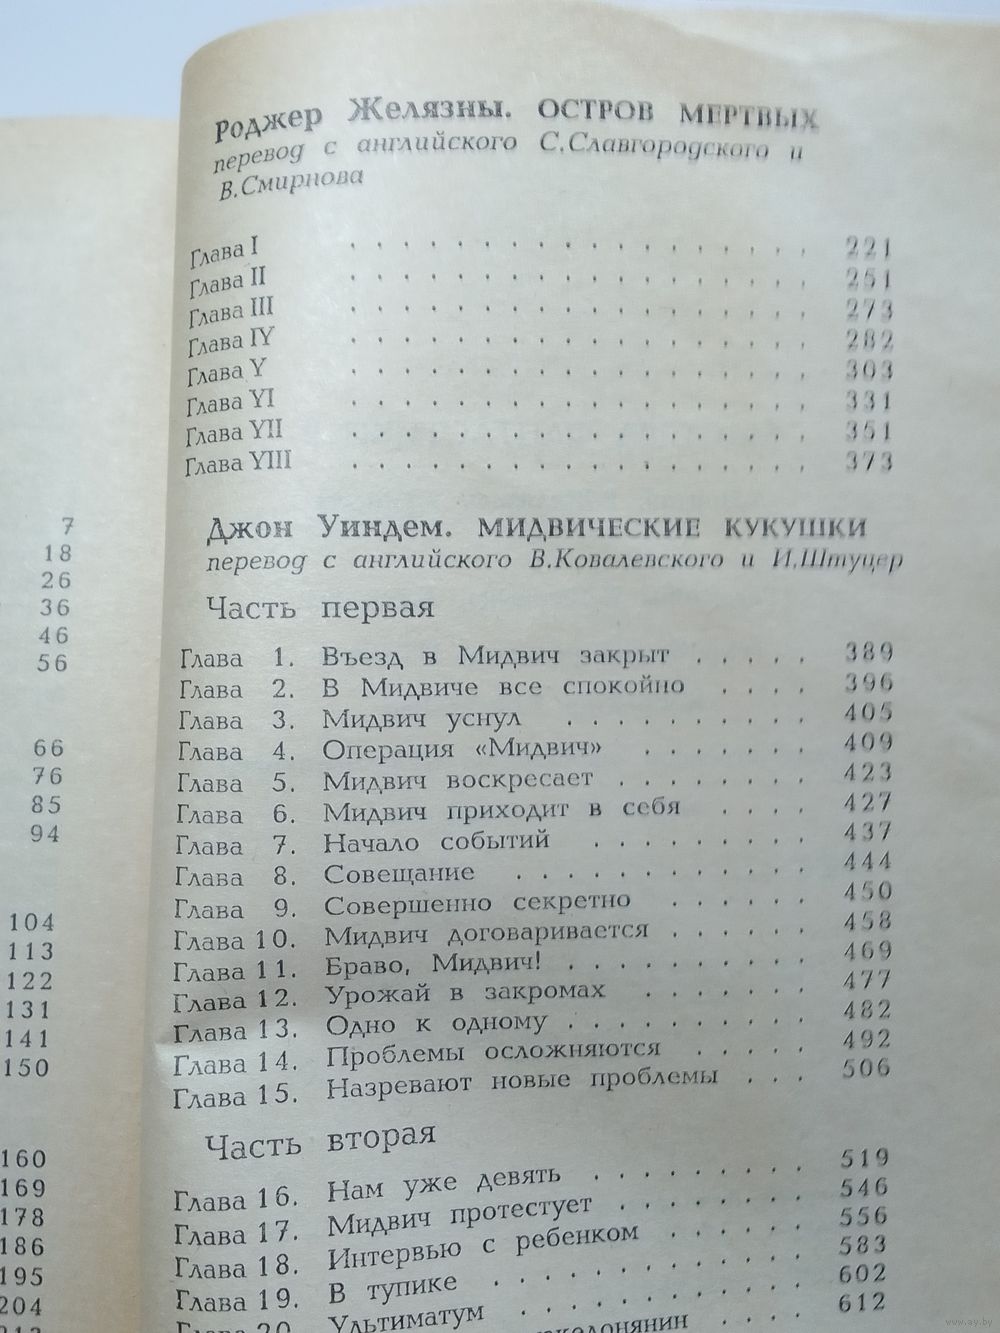 7
18
26
36
46
56
66
76
85
94
104
113
122
131
141
150
160
169
178
186
195
204
Роджер Желязны. ОСТРОВ МЕРТВЫХ
перевод с английского С.Славгородского и
В.Смирнова
Глава I . . . . . . . . . . . . . . . . . . 221
Глава II . . . . . . . . . . . . . . . . . . 251
Глава III . . . . . . . . . . . . . . . . . . 273
Глава IY . . . . . . . . . . . . . . . . . . 282
Глава Y . . . . . . . . . . . . . . . . . . 303
Глава YI . . . . . . . . . . . . . . . . . . 331
Глава YII . . . . . . . . . . . . . . . . . . 351
Глава YIII . . . . . . . . . . . . . . . . . . 373
Джон Уиндем. МИДВИЧЕСКИЕ КУКУШКИ
перевод с английского В.Ковалевского и И.Штуцер
Часть первая
Глава 1. Въезд в Мидвич закрыт . . . . . 389
Глава 2. В Мидвиче все спокойно . . . . 396
Глава 3. Мидвич уснул . . . . . . . . . . 405
Глава 4. Операция «Мидвич» . . . . . . . 409
Глава 5. Мидвич воскресает . . . . . . . . 423
Глава 6. Мидвич приходит в себя . . . . 427
Глава 7. Начало событий . . . . . . . . . 437
Глава 8. Совещание . . . . . . . . . . . . 444
Глава 9. Совершенно секретно . . . . . . 450
Глава 10. Мидвич договаривается . . . . . . 458
Глава 11. Браво, Мидвич! . . . . . . . . . . 469
Глава 12. Урожай в закромах . . . . . . . 477
Глава 13. Одно к одному . . . . . . . . . . 482
Глава 14. Проблемы осложняются . . . . . 492
Глава 15. Назревают новые проблемы . . . 506
Часть вторая
Глава 16. Нам уже девять . . . . . . . . . 519
Глава 17. Мидвич протестует . . . . . . . . 546
Глава 18. Интервью с ребенком . . . . . . 556
Глава 19. В тупике . . . . . . . . . . . . . 583
Глава 20. Ультиматум . . . . . . . . . . . . 602
. . . . 612
www.ay.by